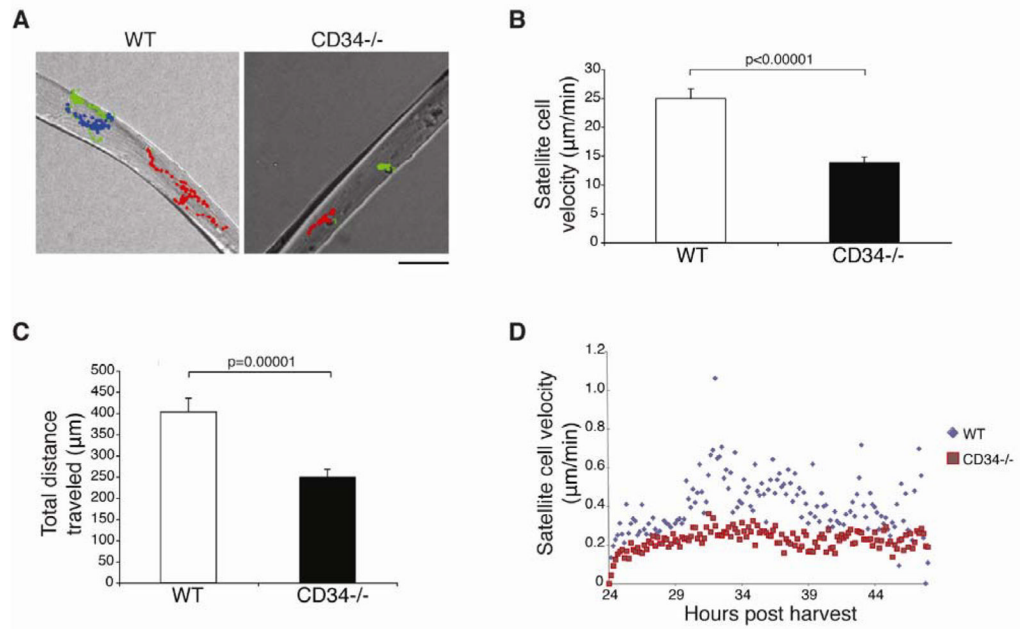 A
WT
CD34-/-
B
p<0.00001
Satellite cell
velocity (µm/min)
30
25
20
15
10
5
0
WT
CD34-/-
C
p=0.00001
Total distance
traveled (µm)
500
450
400
350
300
250
200
150
100
50
0
WT
CD34-/-
D
Satellite cell velocity
(µm/min)
1.2
1.0
0.8
0.6
0.4
0.2
0
24 29 34 39 44
Hours post harvest
WT
CD34-/-